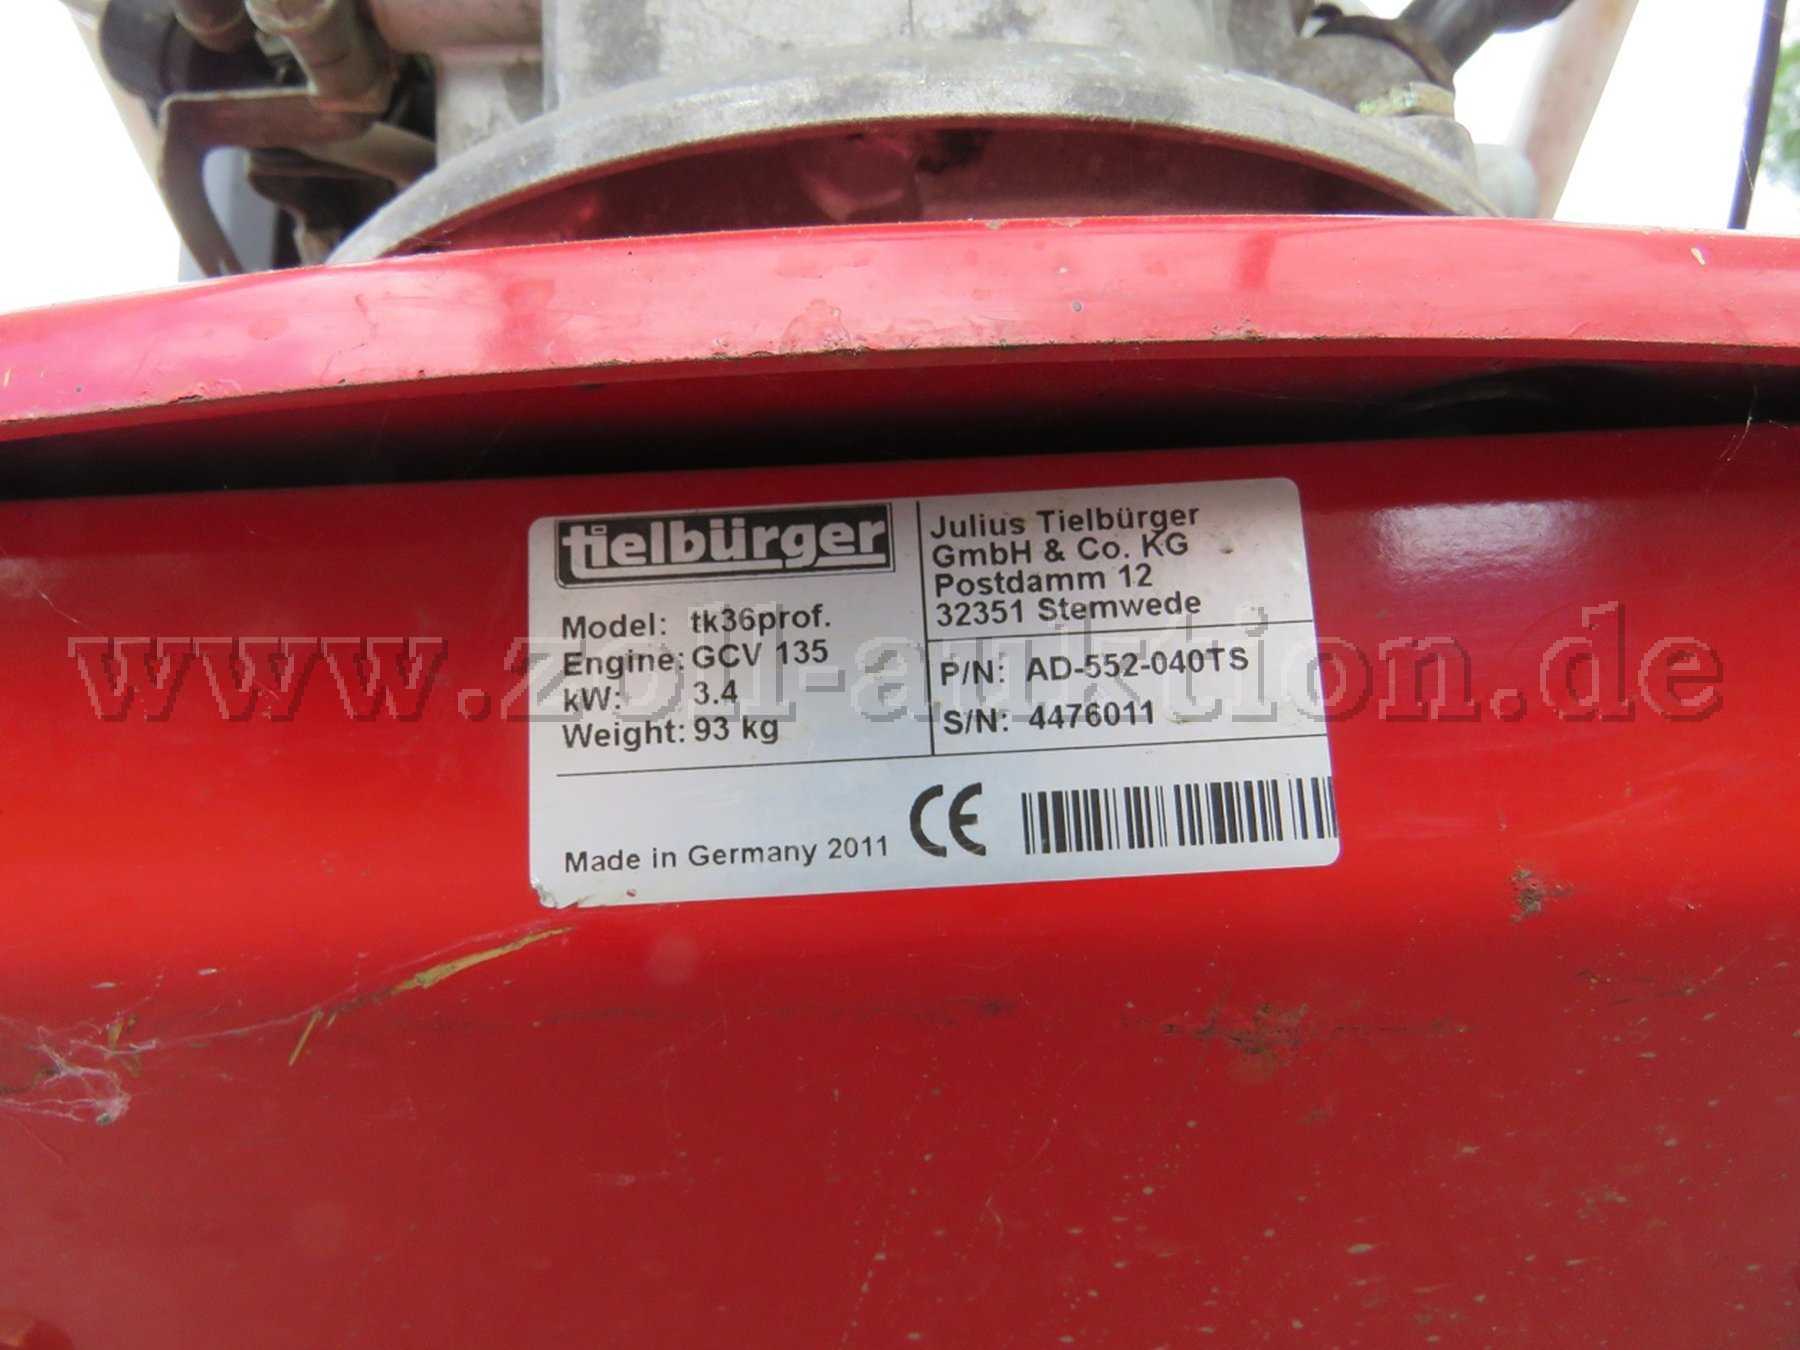 tielbürger
Julius Tielbürger
GmbH & Co. KG
Postdamm 12
32351 Stemwede
Model: tk36prof.
Engine: GCV 135
kW: 3.4
Weight: 93 kg
P/N: AD-552-040TS
S/N: 4476011
Made in Germany 2011 CE
www.zoll-auktion.de